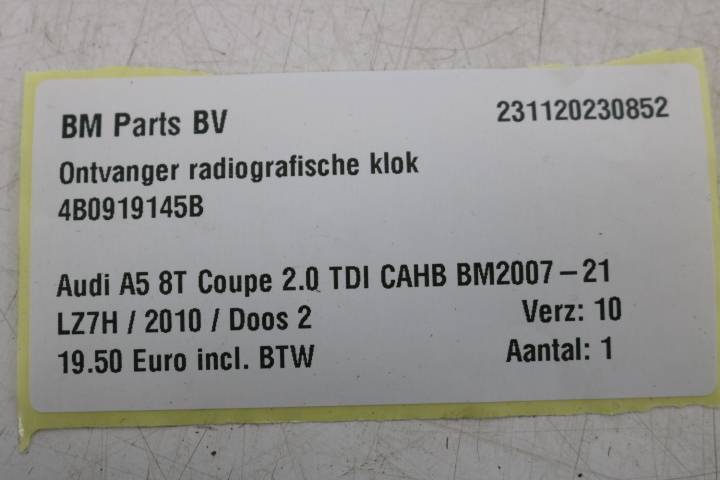 BM Parts BV 231120230852
Ontvanger radiografische klok
4B0919145B
Audi A5 8T Coupe 2.0 TDI CAHB BM2007-21
LZ7H / 2010 / Doos 2 Verz: 10
19.50 Euro incl. BTW Aantal: 1